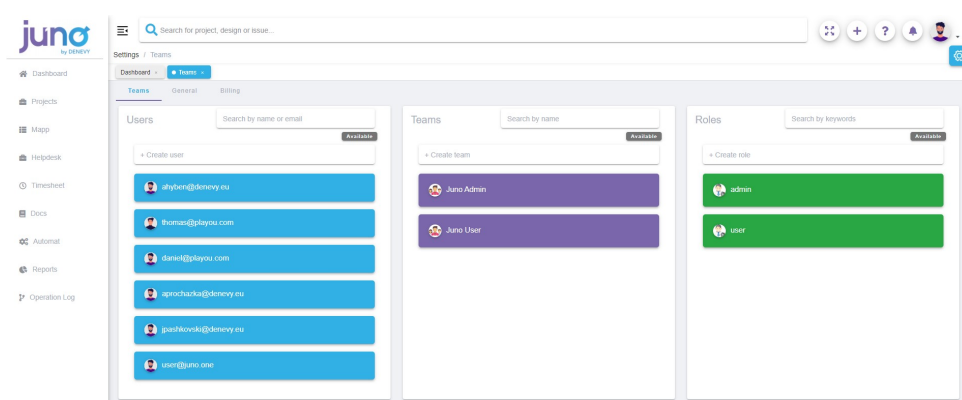 juno
by DENEVY
Search for project, design or issue...
Settings / Teams
Dashboard ×
Teams ×
Dashboard
Projects
Mapp
Helpdesk
Timesheet
Docs
Automat
Reports
Operation Log
Teams General Billing
Users
Search by name or email
Available
+ Create user
ahyben@denevy.eu
thomas@playou.com
daniel@playou.com
aprochazka@denevy.eu
jpashkovski@denevy.eu
user@juno.one
Teams
Search by name
Available
+ Create team
Juno Admin
Juno User
Roles
Search by keywords
Available
+ Create role
admin
user